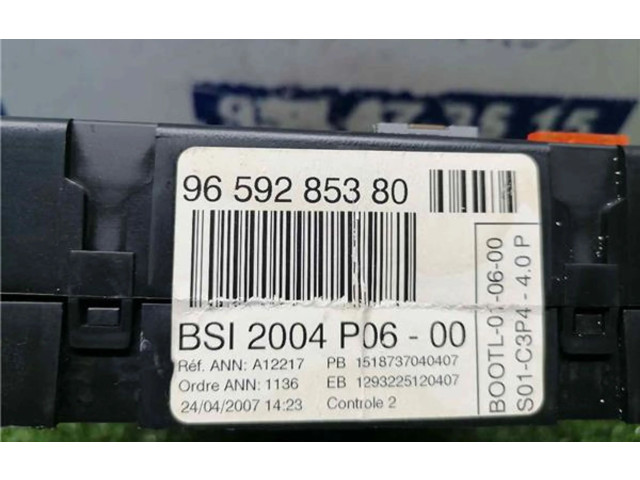 96 592 853 80
BSI 2004 P06 - 00
Réf. ANN: A12217 PB 1518737040407
Ordre ANN: 1136 EB 1293225120407
24/04/2007 14:23 Controle 2
BOOTL-01-06-00
S01-C3P4 - 4.0 P